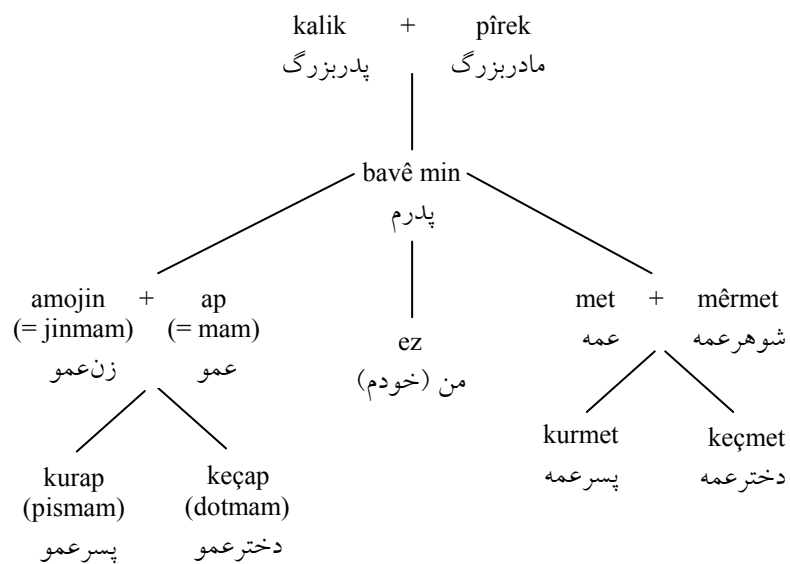 kalik + pîrek
پدربزرگ مادربزرگ
bavê min
پدرم
amojin + ap
(= jinmam) (= mam)
زن‌عمو عمو
ez
من (خودم)
met + mêrmet
عمه شوهرعمه
kurap keçap
(pismam) (dotmam)
پسرعمو دخترعمو
kurmet keçmet
پسرعمه دخترعمه